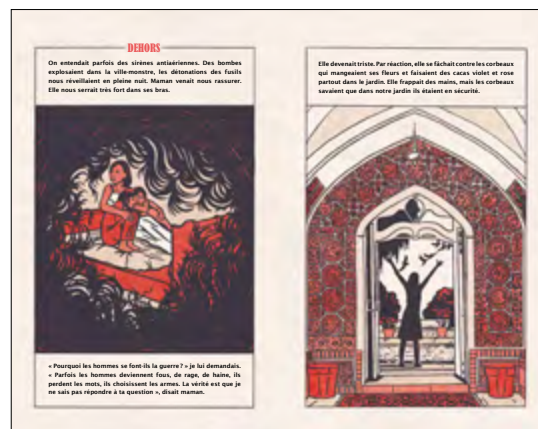 DEHORS
On entendait parfois des sirènes antiaériennes. Des bombes
explosaient dans la ville-monstre, les détonations des fusils
nous réveillaient en pleine nuit. Maman venait nous rassurer.
Elle nous serrait très fort dans ses bras.
« Pourquoi les hommes se font-ils la guerre ? » je lui demandais.
« Parfois les hommes deviennent fous, de rage, de haine, ils
perdent les mots, ils choisissent les armes. La vérité est que je
ne sais pas répondre à ta question », disait maman.
Elle devenait triste. Par réaction, elle se fâchait contre les corbeaux
qui mangeaient ses fleurs et faisaient des cacas violet et rose
partout dans le jardin. Elle frappait des mains, mais les corbeaux
savaient que dans notre jardin ils étaient en sécurité.